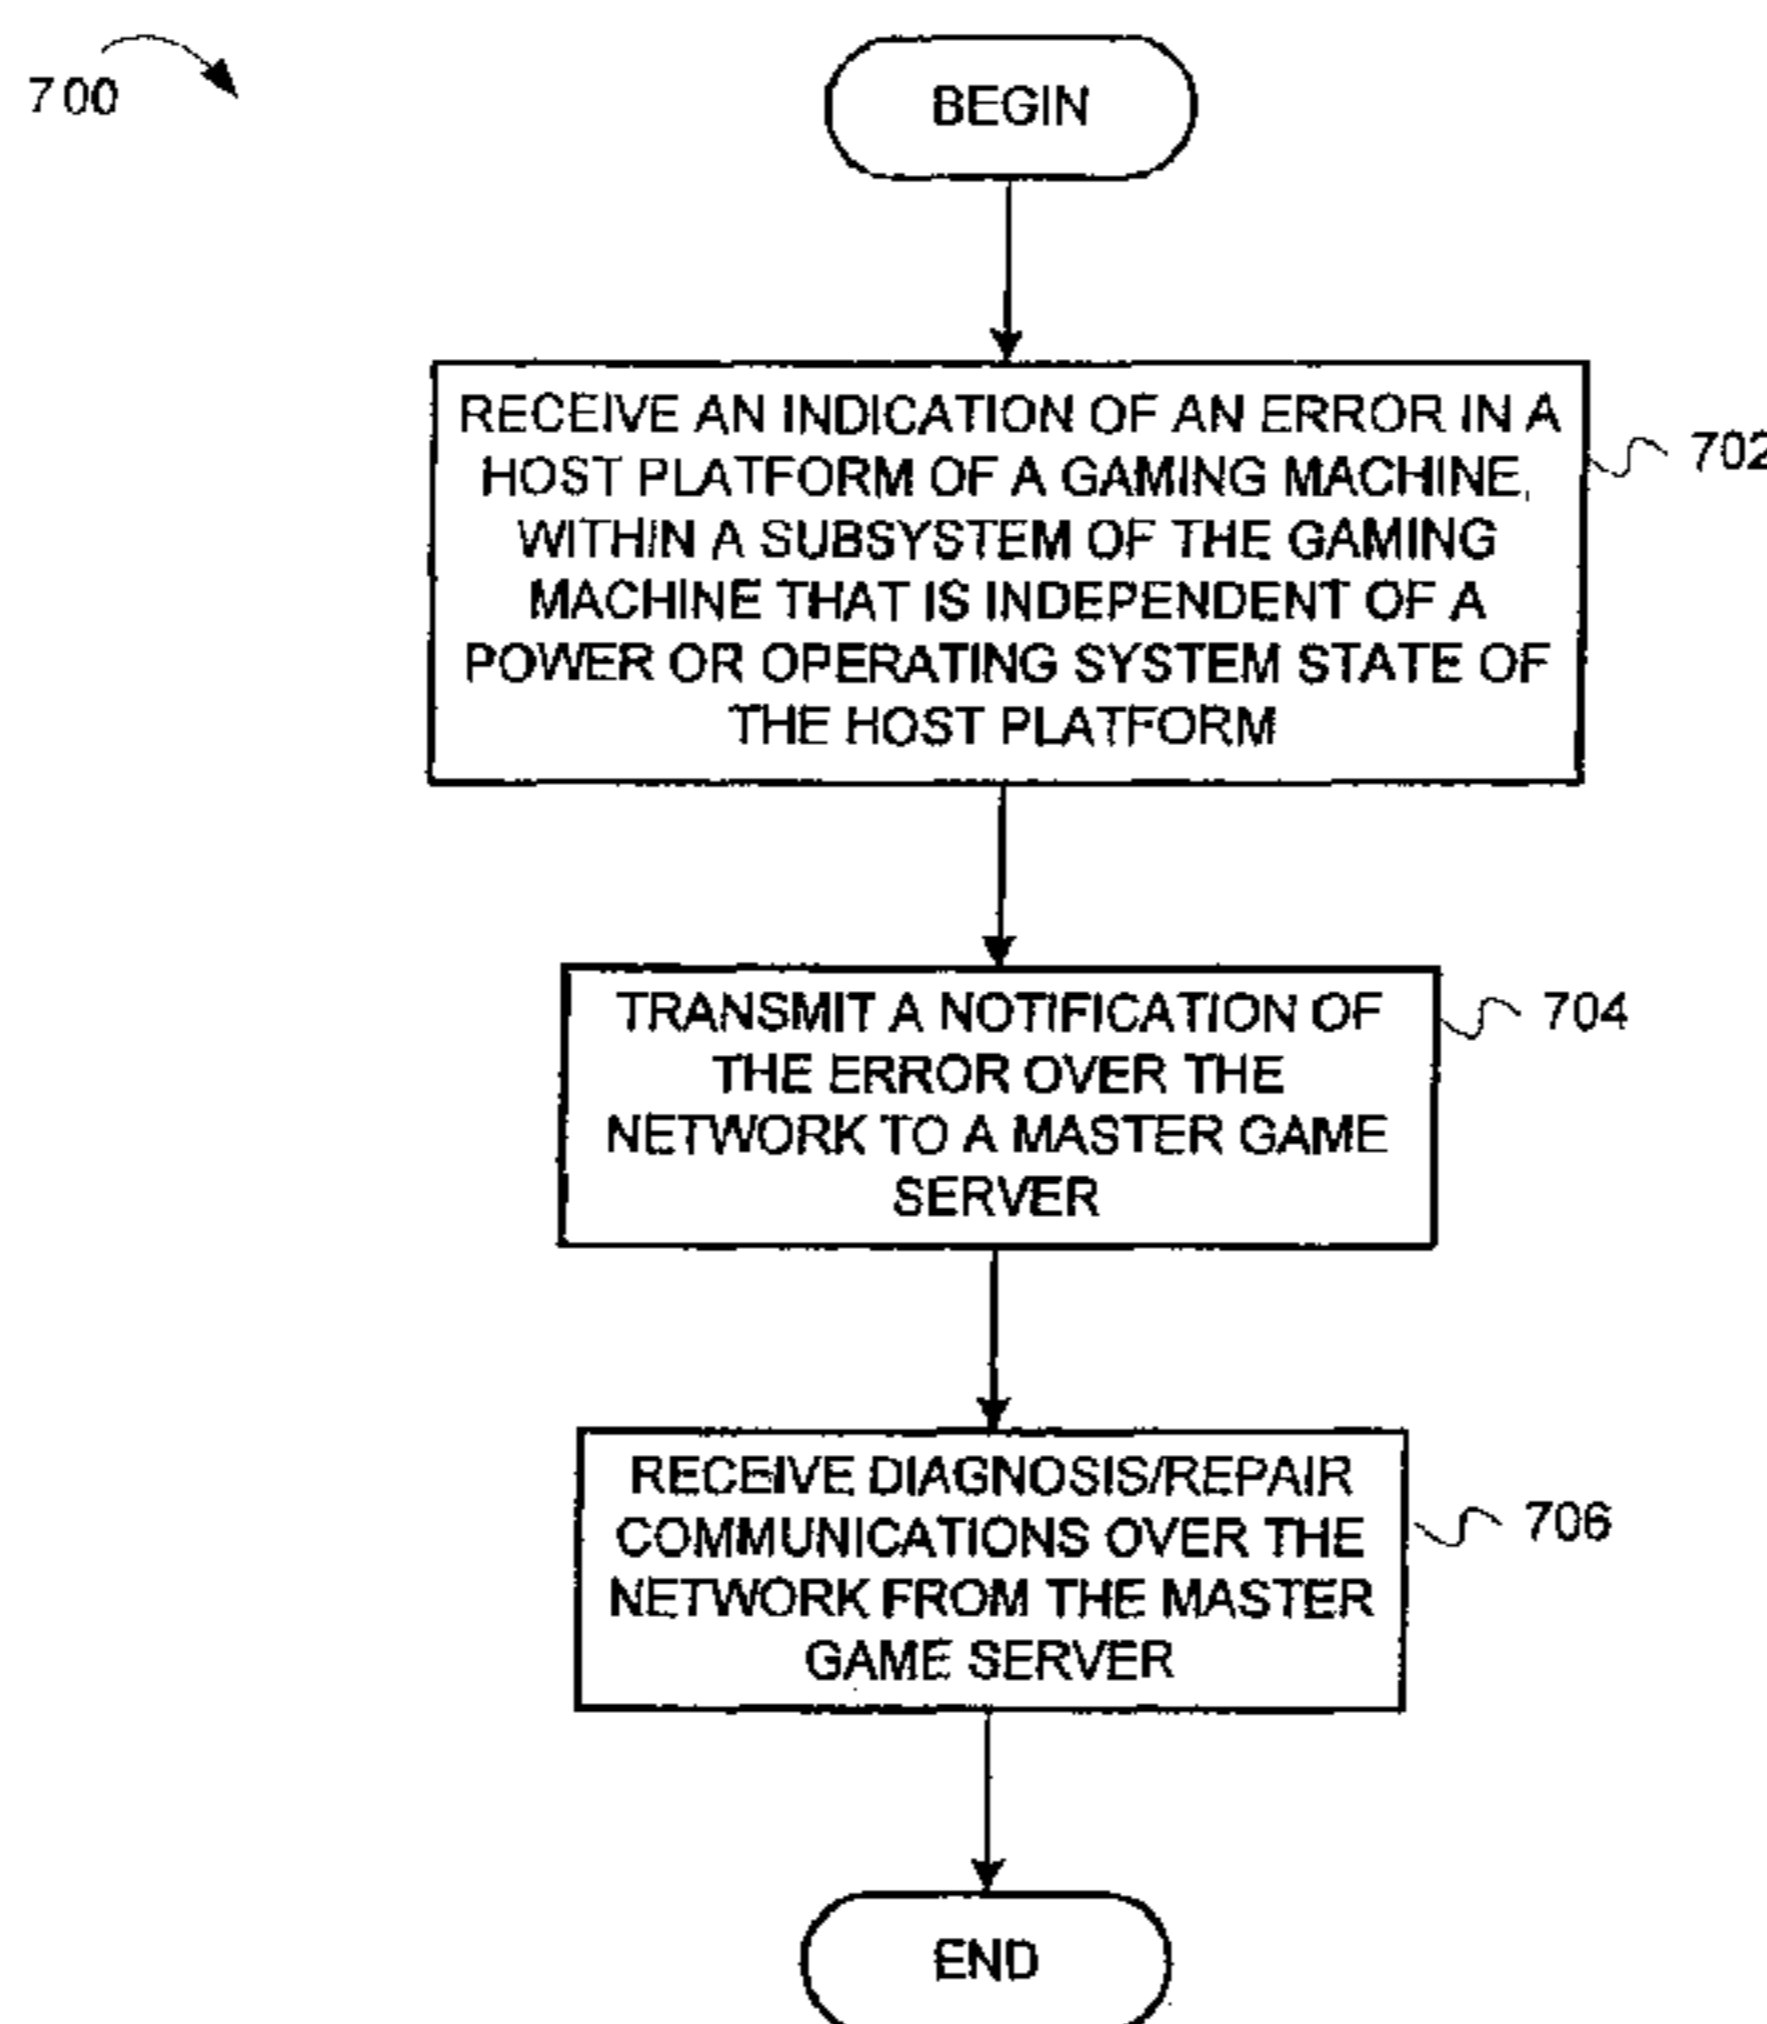 700
BEGIN
RECEIVE AN INDICATION OF AN ERROR IN A
HOST PLATFORM OF A GAMING MACHINE,
WITHIN A SUBSYSTEM OF THE GAMING
MACHINE THAT IS INDEPENDENT OF A
POWER OR OPERATING SYSTEM STATE OF
THE HOST PLATFORM
702
TRANSMIT A NOTIFICATION OF
THE ERROR OVER THE
NETWORK TO A MASTER GAME
SERVER
704
RECEIVE DIAGNOSIS/REPAIR
COMMUNICATIONS OVER THE
NETWORK FROM THE MASTER
GAME SERVER
706
END